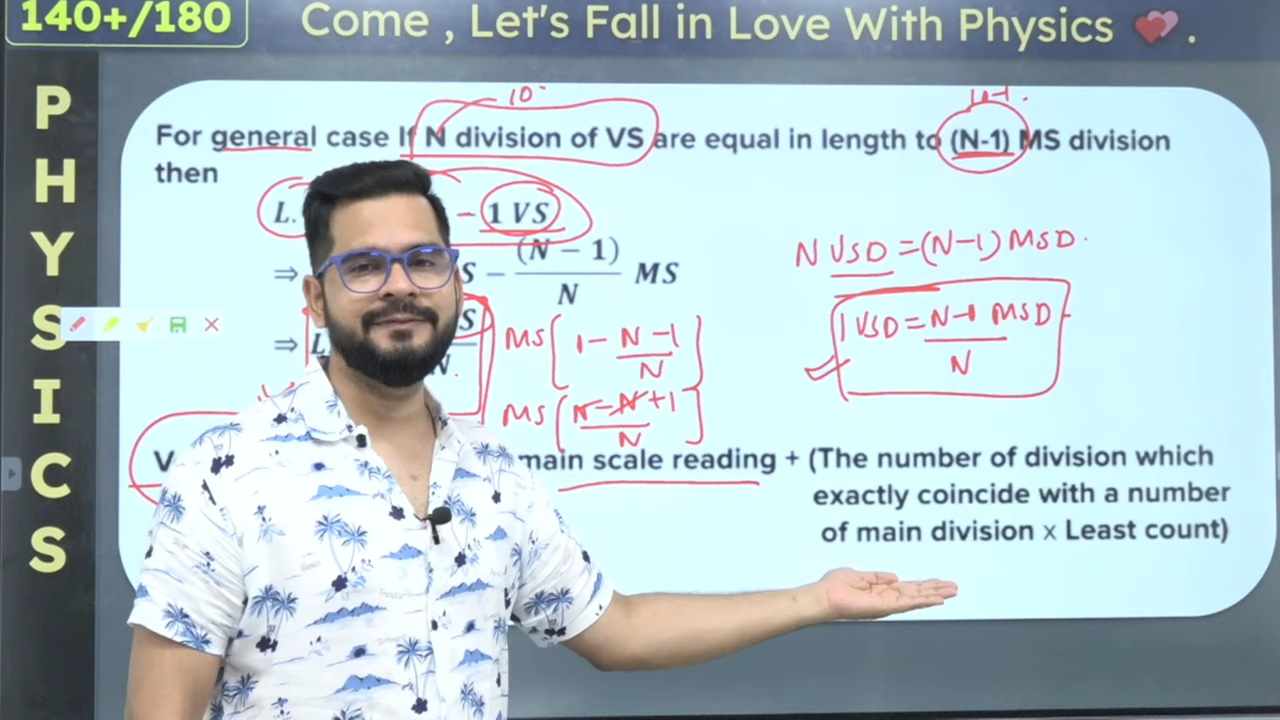 140+/180
Come , Let's Fall in Love With Physics
PHYSICS
10
For general case If N division of VS are equal in length to (N-1) MS division
then
L. − 1 VS
⇒ S − (N − 1)/N MS
⇒ L S N
N VSD = (N-1) MSD.
1 VSD = N-1 MSD
N
MS [1 - N-1/N]
MS [N-N+1/N]
V main scale reading + (The number of division which
exactly coincide with a number
of main division x Least count)